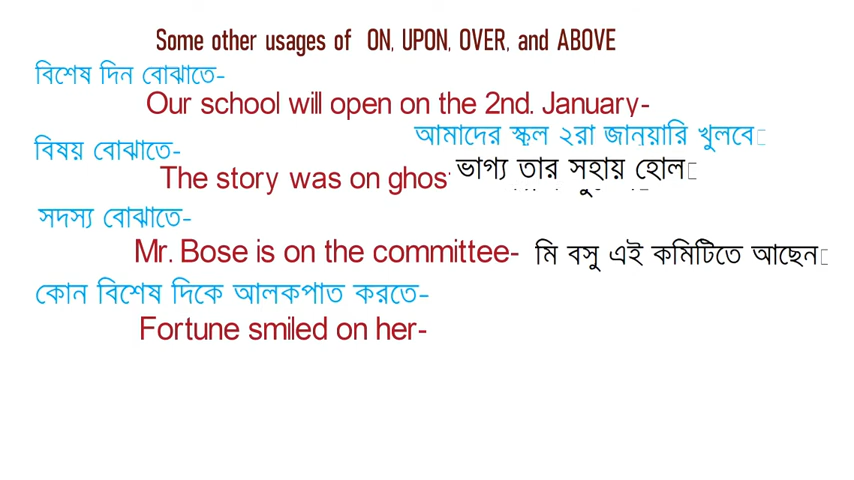 Some other usages of ON, UPON, OVER, and ABOVE
বিশেষ দিন বোঝাতে-
Our school will open on the 2nd. January-
আমাদের স্কুল ২রা জানুয়ারি খুলবে
বিষয় বোঝাতে-
The story was on
ভাগ্য তার সহায় হোল
সদস্য বোঝাতে-
Mr. Bose is on the committee- মি বসু এই কমিটিতে আছেন
কোন বিশেষ দিকে আলকপাত করতে-
Fortune smiled on her-